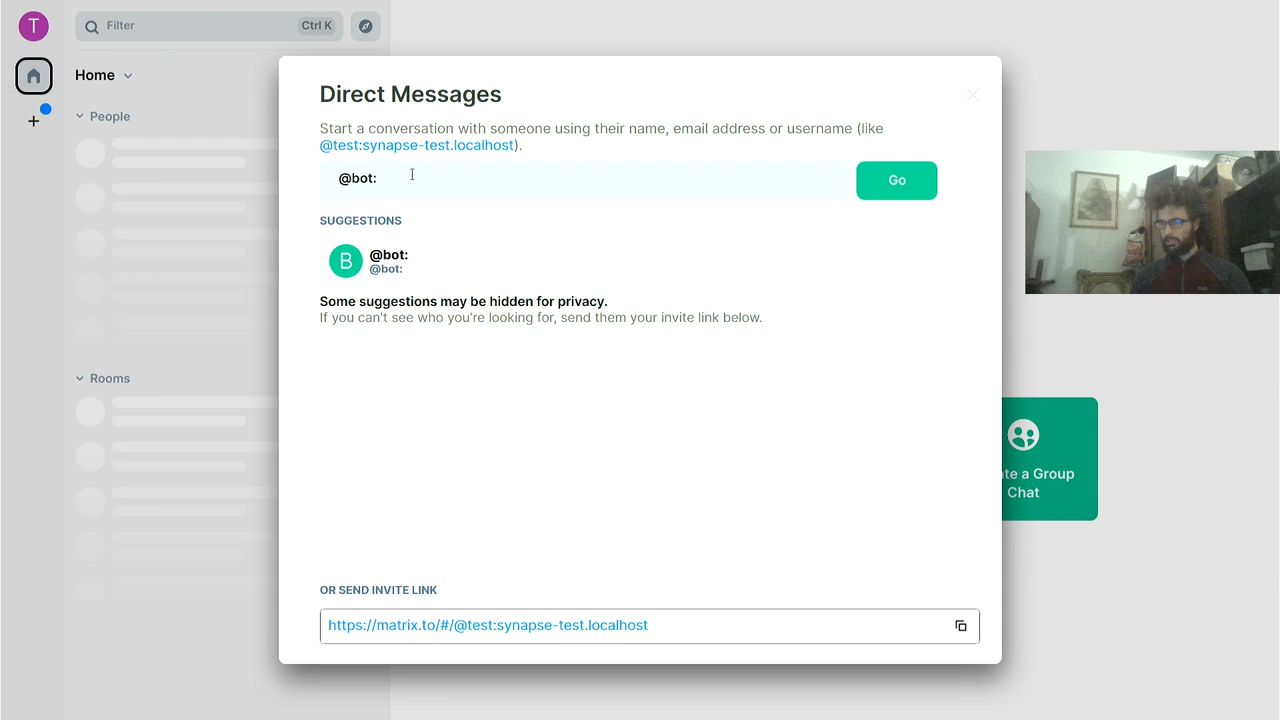 T
Filter
Ctrl K
Home
People
Rooms
Direct Messages
Start a conversation with someone using their name, email address or username (like
@test:synapse-test.localhost).
@bot:
Go
SUGGESTIONS
B
@bot:
@bot:
Some suggestions may be hidden for privacy.
If you can't see who you're looking for, send them your invite link below.
OR SEND INVITE LINK
https://matrix.to/#/@test:synapse-test.localhost
te a Group
Chat